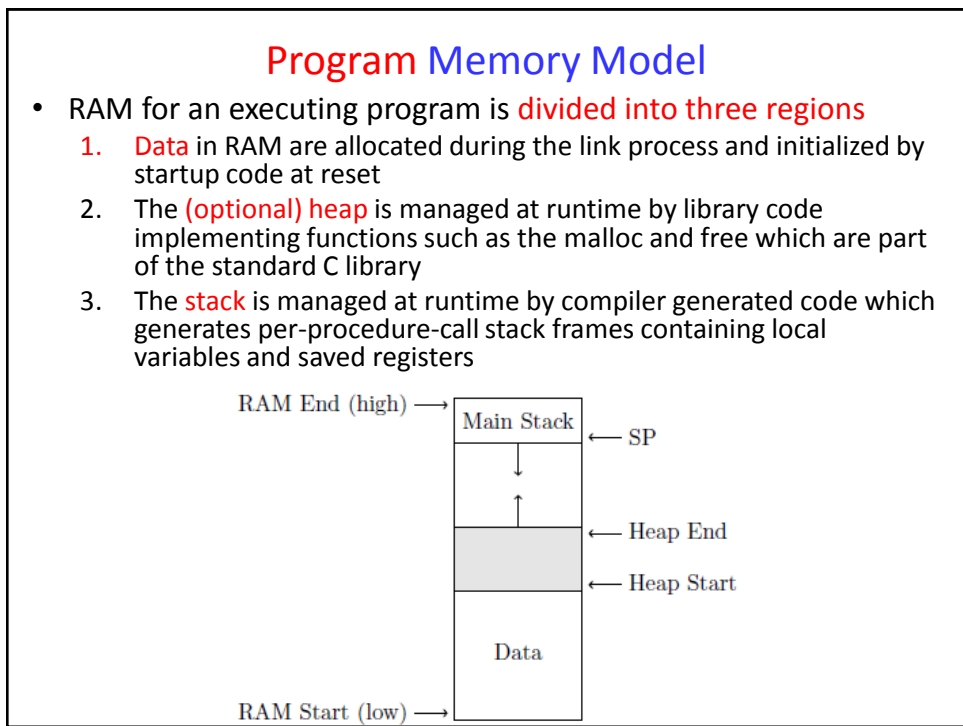 Program Memory Model
• RAM for an executing program is divided into three regions
1. Data in RAM are allocated during the link process and initialized by
startup code at reset
2. The (optional) heap is managed at runtime by library code
implementing functions such as the malloc and free which are part
of the standard C library
3. The stack is managed at runtime by compiler generated code which
generates per-procedure-call stack frames containing local
variables and saved registers
RAM End (high)
Main Stack
SP
Heap End
Heap Start
Data
RAM Start (low)